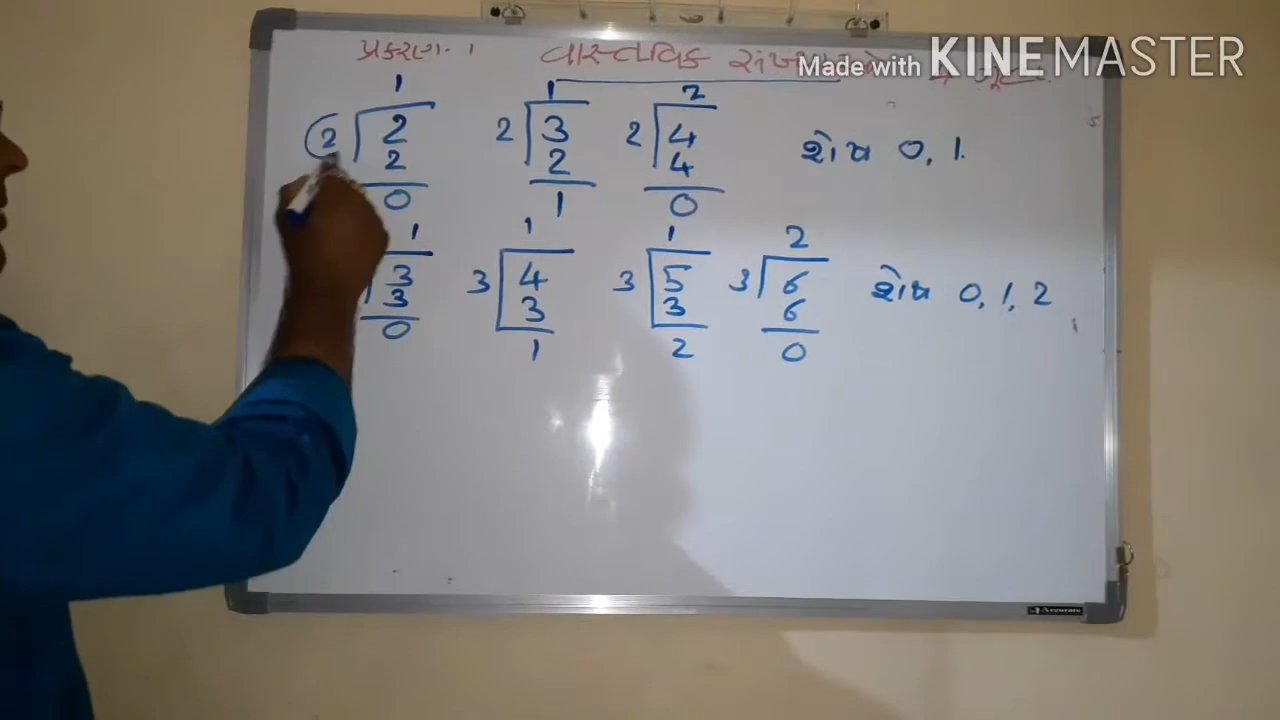 પ્રકરણ- 1 વાસ્તવિક
Made with KINEMASTER
1 1 2
2 2 2 3 2 4 શેષ 0, 1.
2 2 4
0 1 0
1 1 1 2
3 3 4 3 5 3 6 શેષ 0, 1, 2
3 3 3 6
0 1 2 0
Accurate